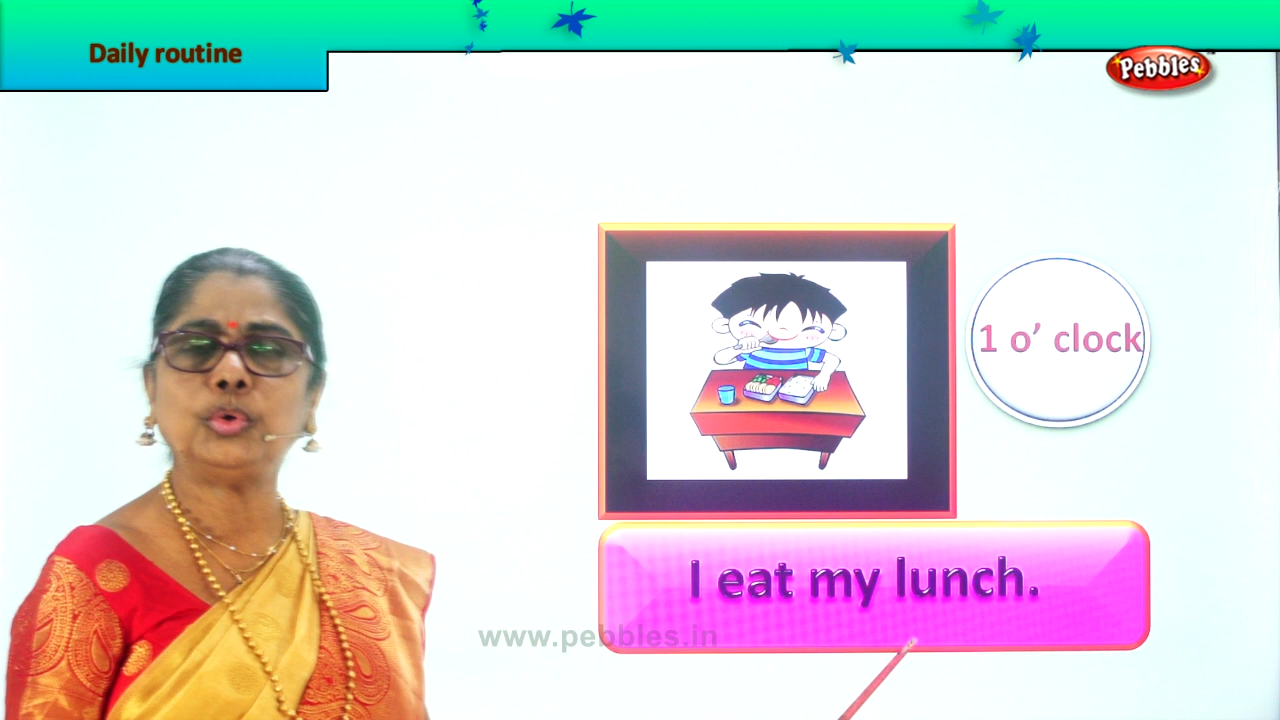 Daily routine
Pebbles
1 o’ clock
I eat my lunch.
www.pebbles.in